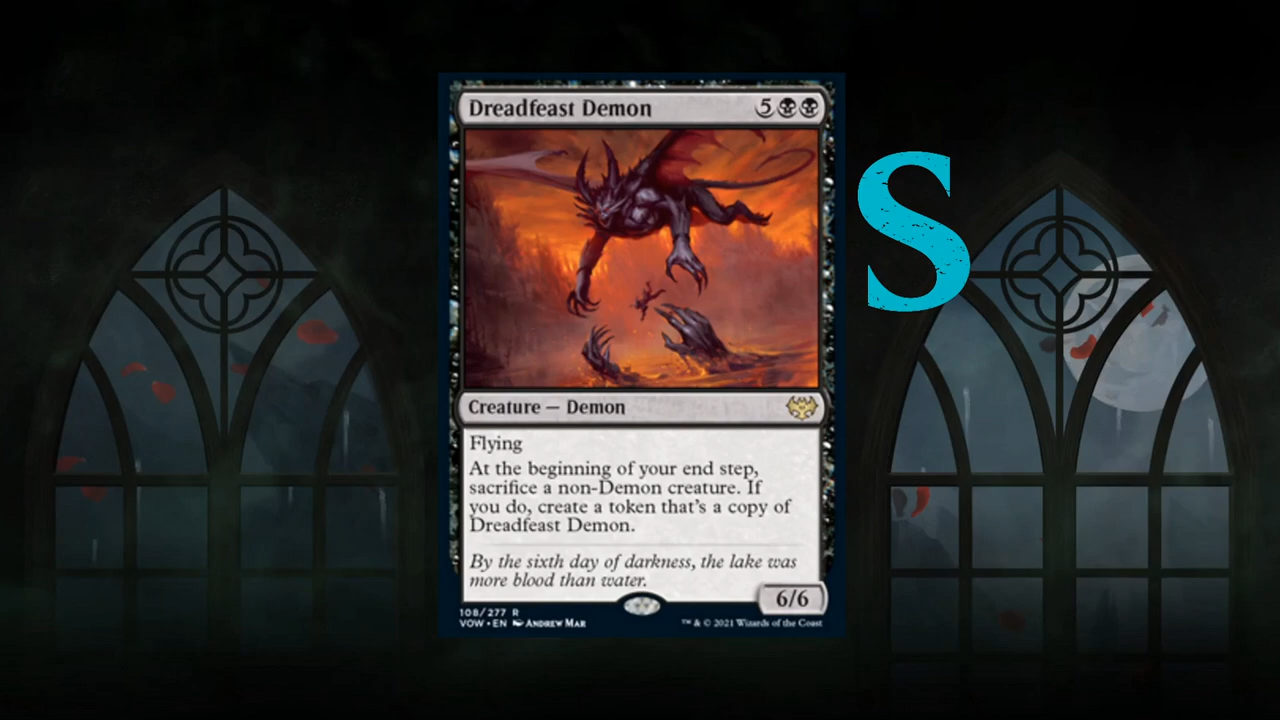 Dreadfeast Demon 5
S
Creature — Demon
Flying
At the beginning of your end step,
sacrifice a non-Demon creature. If
you do, create a token that's a copy of
Dreadfeast Demon.
By the sixth day of darkness, the lake was
more blood than water.
6/6
108/277 R
VOW • EN ANDREW MAR ™ & © 2021 Wizards of the Coast